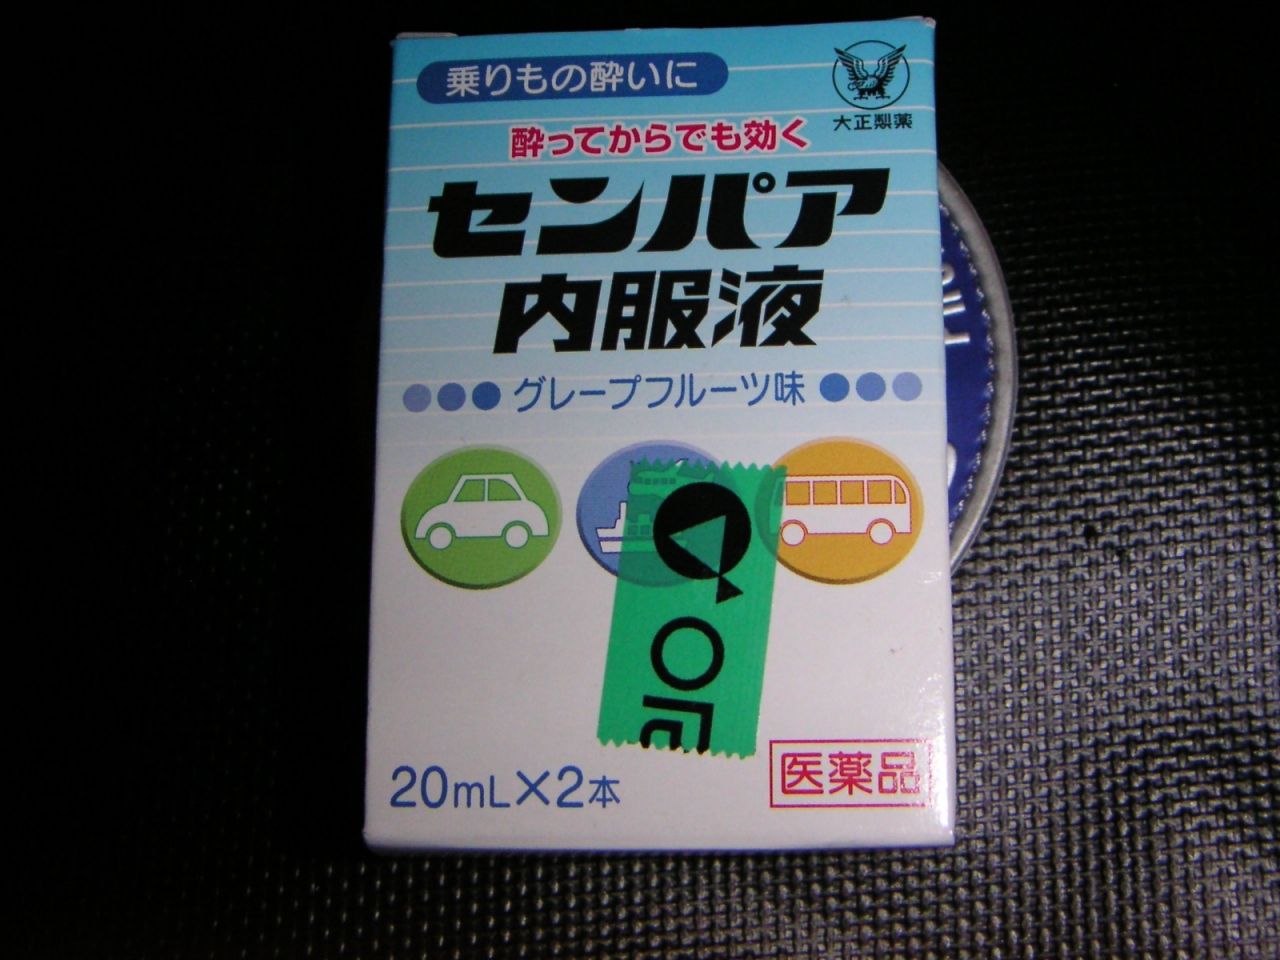 乗りもの酔いに
大正製薬
酔ってからでも効く
センパア
内服液
グレープフルーツ味
20mL×2本
医薬品